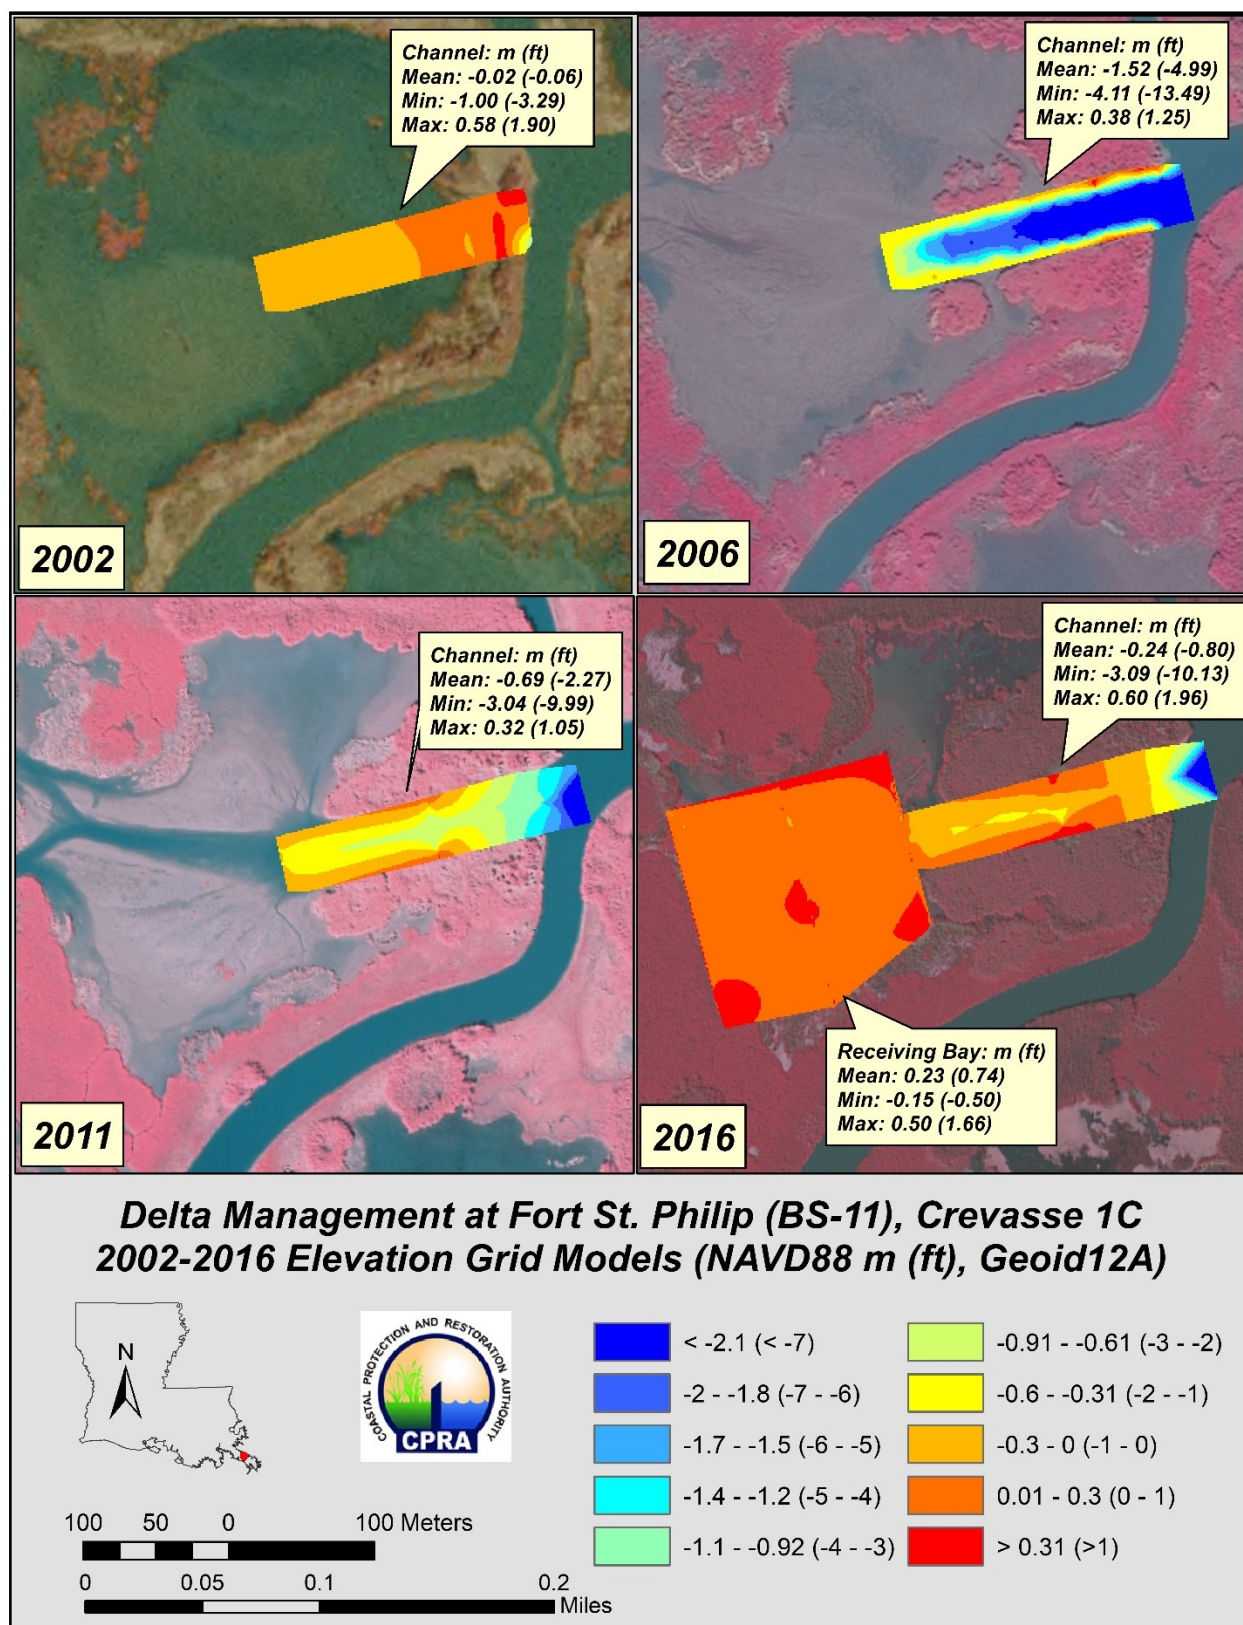 Channel: m (ft)
Mean: -0.02 (-0.06)
Min: -1.00 (-3.29)
Max: 0.58 (1.90)
2002
Channel: m (ft)
Mean: -1.52 (-4.99)
Min: -4.11 (-13.49)
Max: 0.38 (1.25)
2006
Channel: m (ft)
Mean: -0.69 (-2.27)
Min: -3.04 (-9.99)
Max: 0.32 (1.05)
2011
Channel: m (ft)
Mean: -0.24 (-0.80)
Min: -3.09 (-10.13)
Max: 0.60 (1.96)
Receiving Bay: m (ft)
Mean: 0.23 (0.74)
Min: -0.15 (-0.50)
Max: 0.50 (1.66)
2016
Delta Management at Fort St. Philip (BS-11), Crevasse 1C
2002-2016 Elevation Grid Models (NAVD88 m (ft), Geoid12A)
N
COASTAL PROTECTION AND RESTORATION AUTHORITY
CPRA
100 50 0 100 Meters
0 0.05 0.1 0.2
Miles
< -2.1 (< -7)
-2 - -1.8 (-7 - -6)
-1.7 - -1.5 (-6 - -5)
-1.4 - -1.2 (-5 - -4)
-1.1 - -0.92 (-4 - -3)
-0.91 - -0.61 (-3 - -2)
-0.6 - -0.31 (-2 - -1)
-0.3 - 0 (-1 - 0)
0.01 - 0.3 (0 - 1)
> 0.31 (>1)